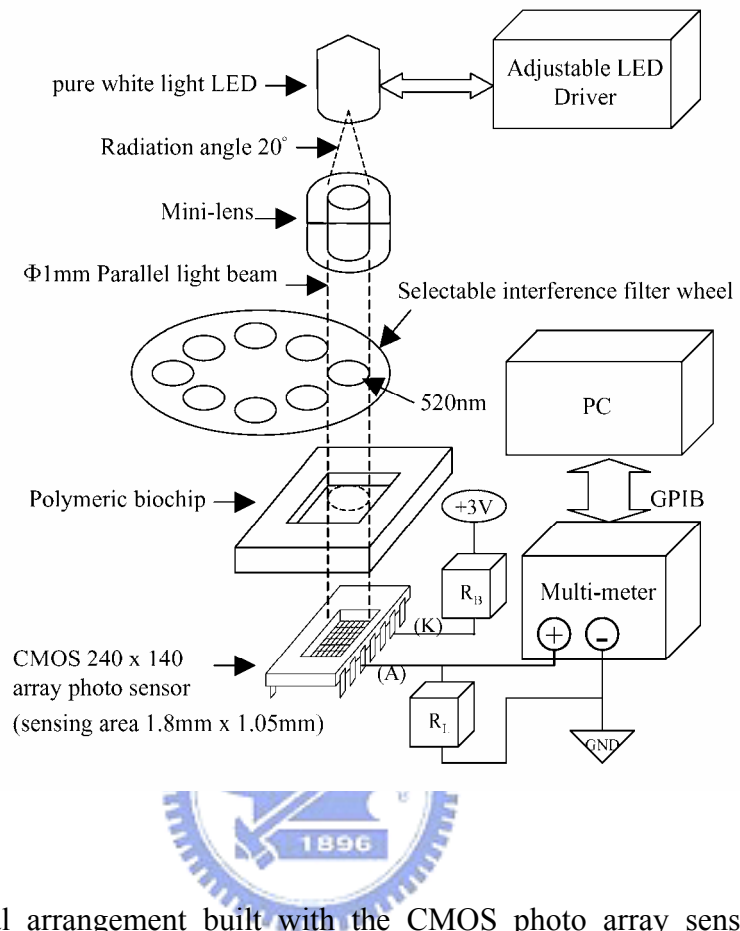 pure white light LED
Adjustable LED
Driver
Radiation angle 20°
Mini-lens
Φ1mm Parallel light beam
Selectable interference filter wheel
520nm
PC
GPIB
Polymeric biochip
+3V
R_B
Multi-meter
+
-
(K)
(A)
CMOS 240 x 140
array photo sensor
(sensing area 1.8mm x 1.05mm)
R_L
GND
1896
al arrangement built with the CMOS photo array sens